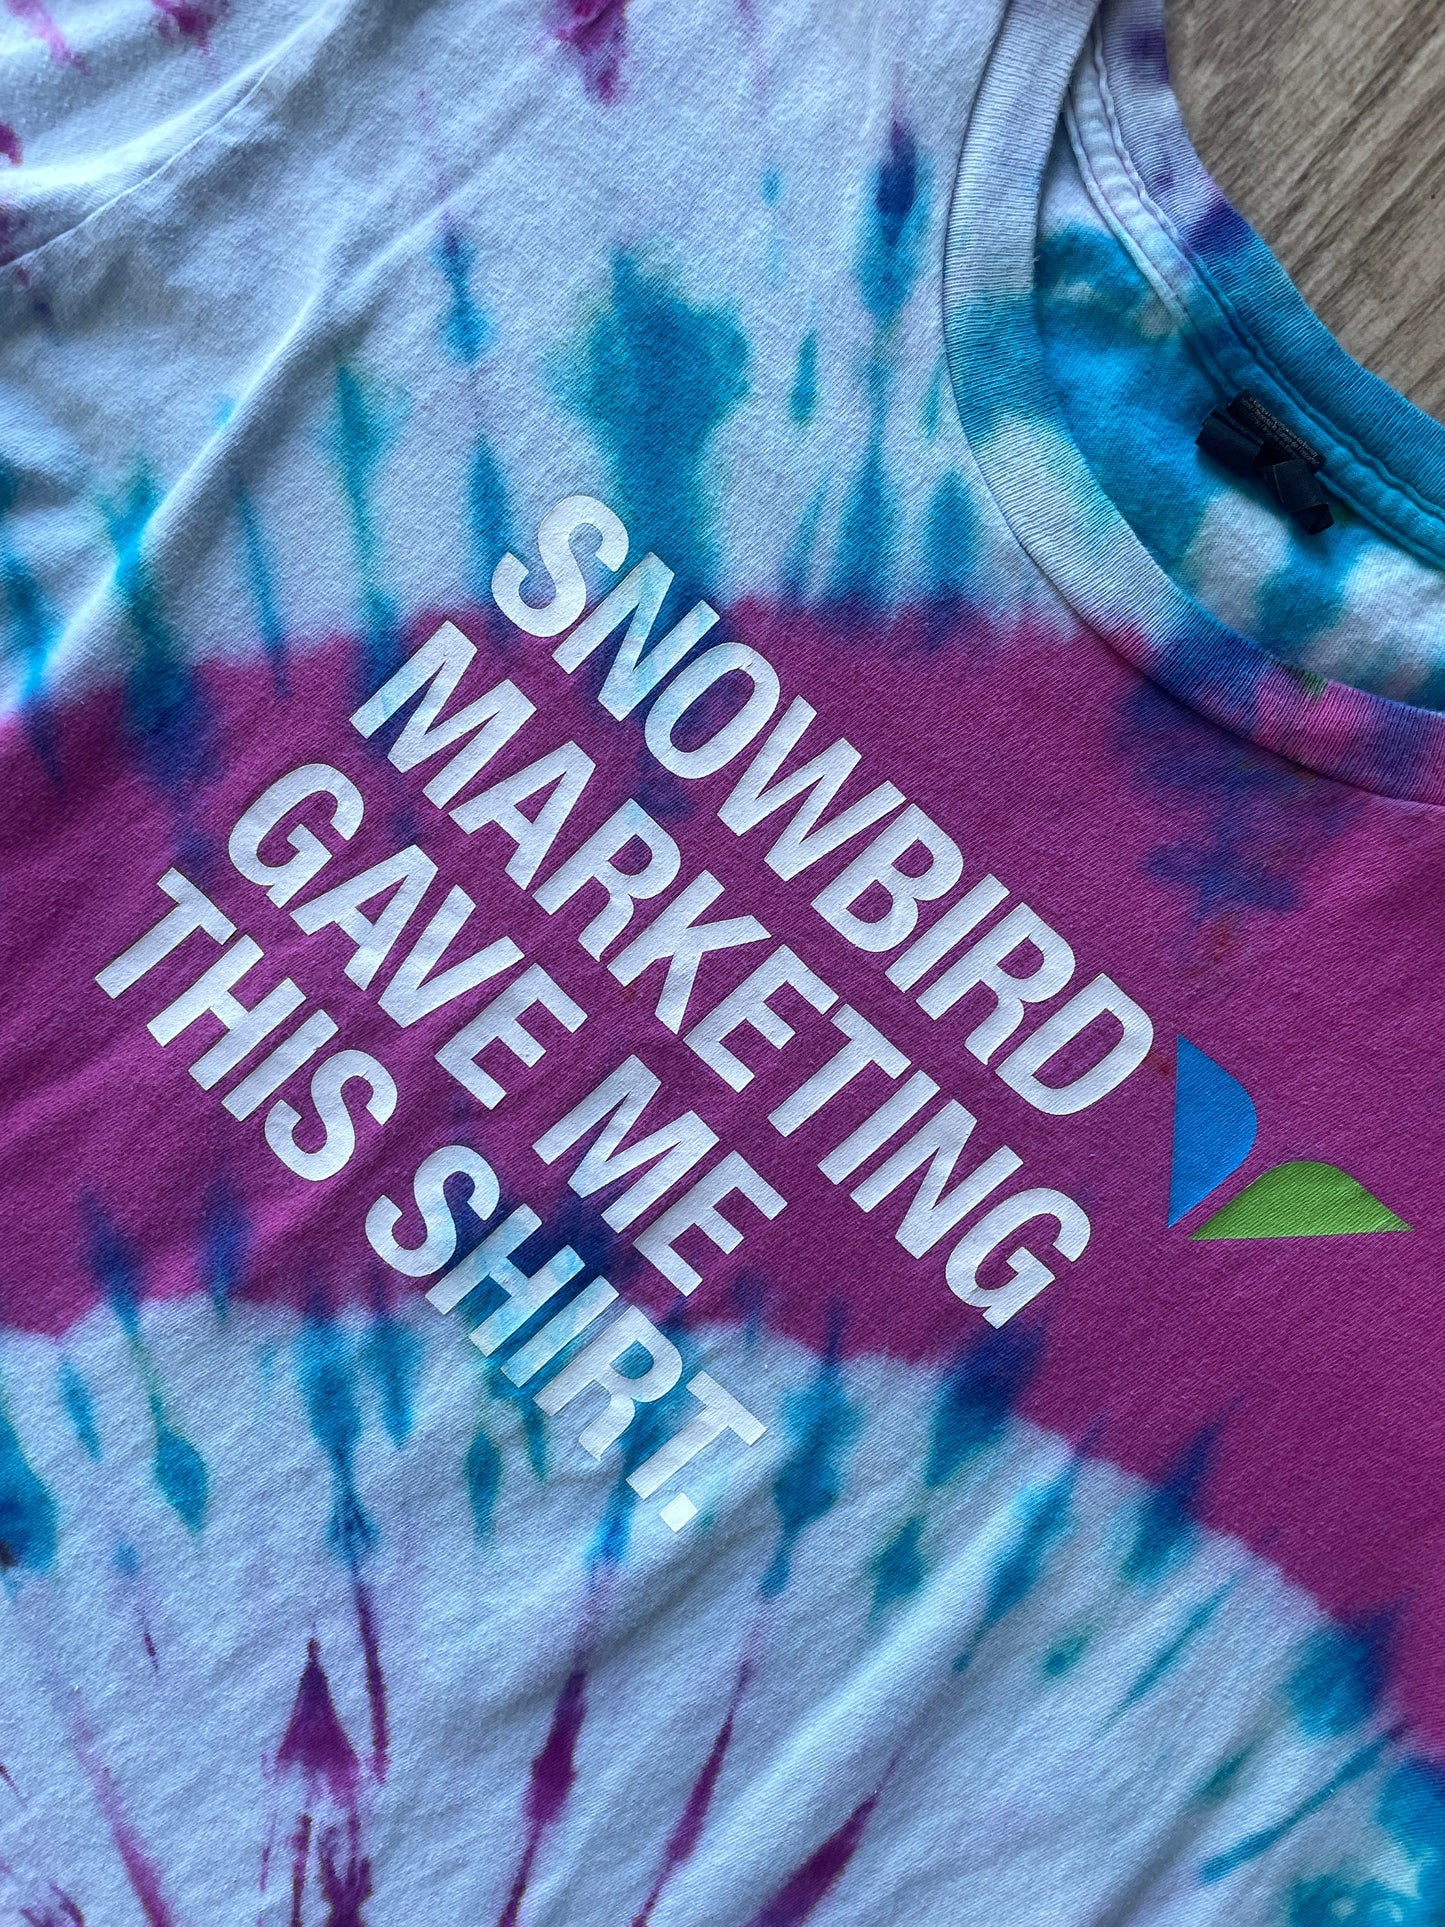 SNOWBIRD
MARKETING
GAVE ME
THIS SHIRT.